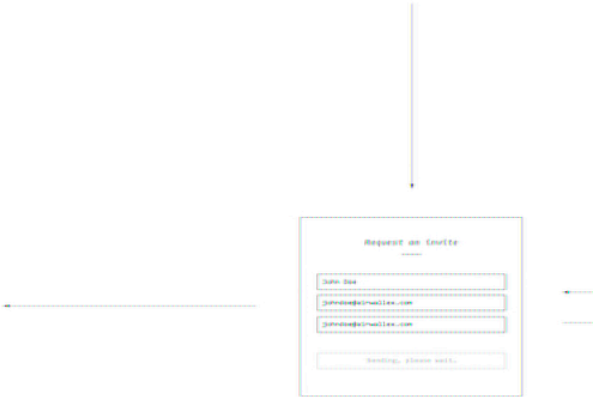 Request an invite
John Doe
johndoe@airwallex.com
johndoe@airwallex.com
Sending, please wait.